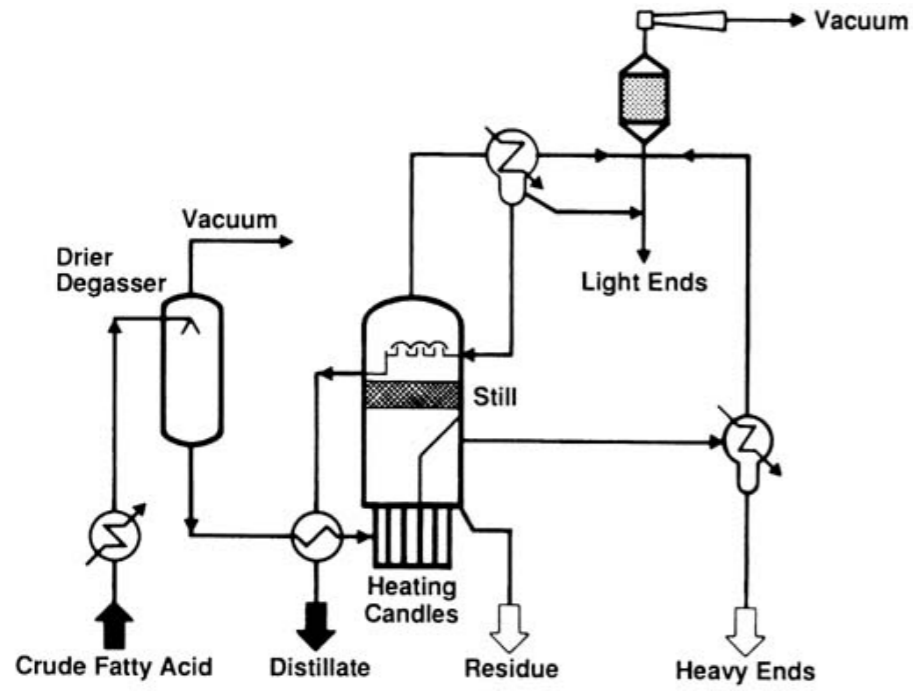 Vacuum
Vacuum
Drier
Degasser
Light Ends
Still
Heating
Candles
Crude Fatty Acid
Distillate
Residue
Heavy Ends